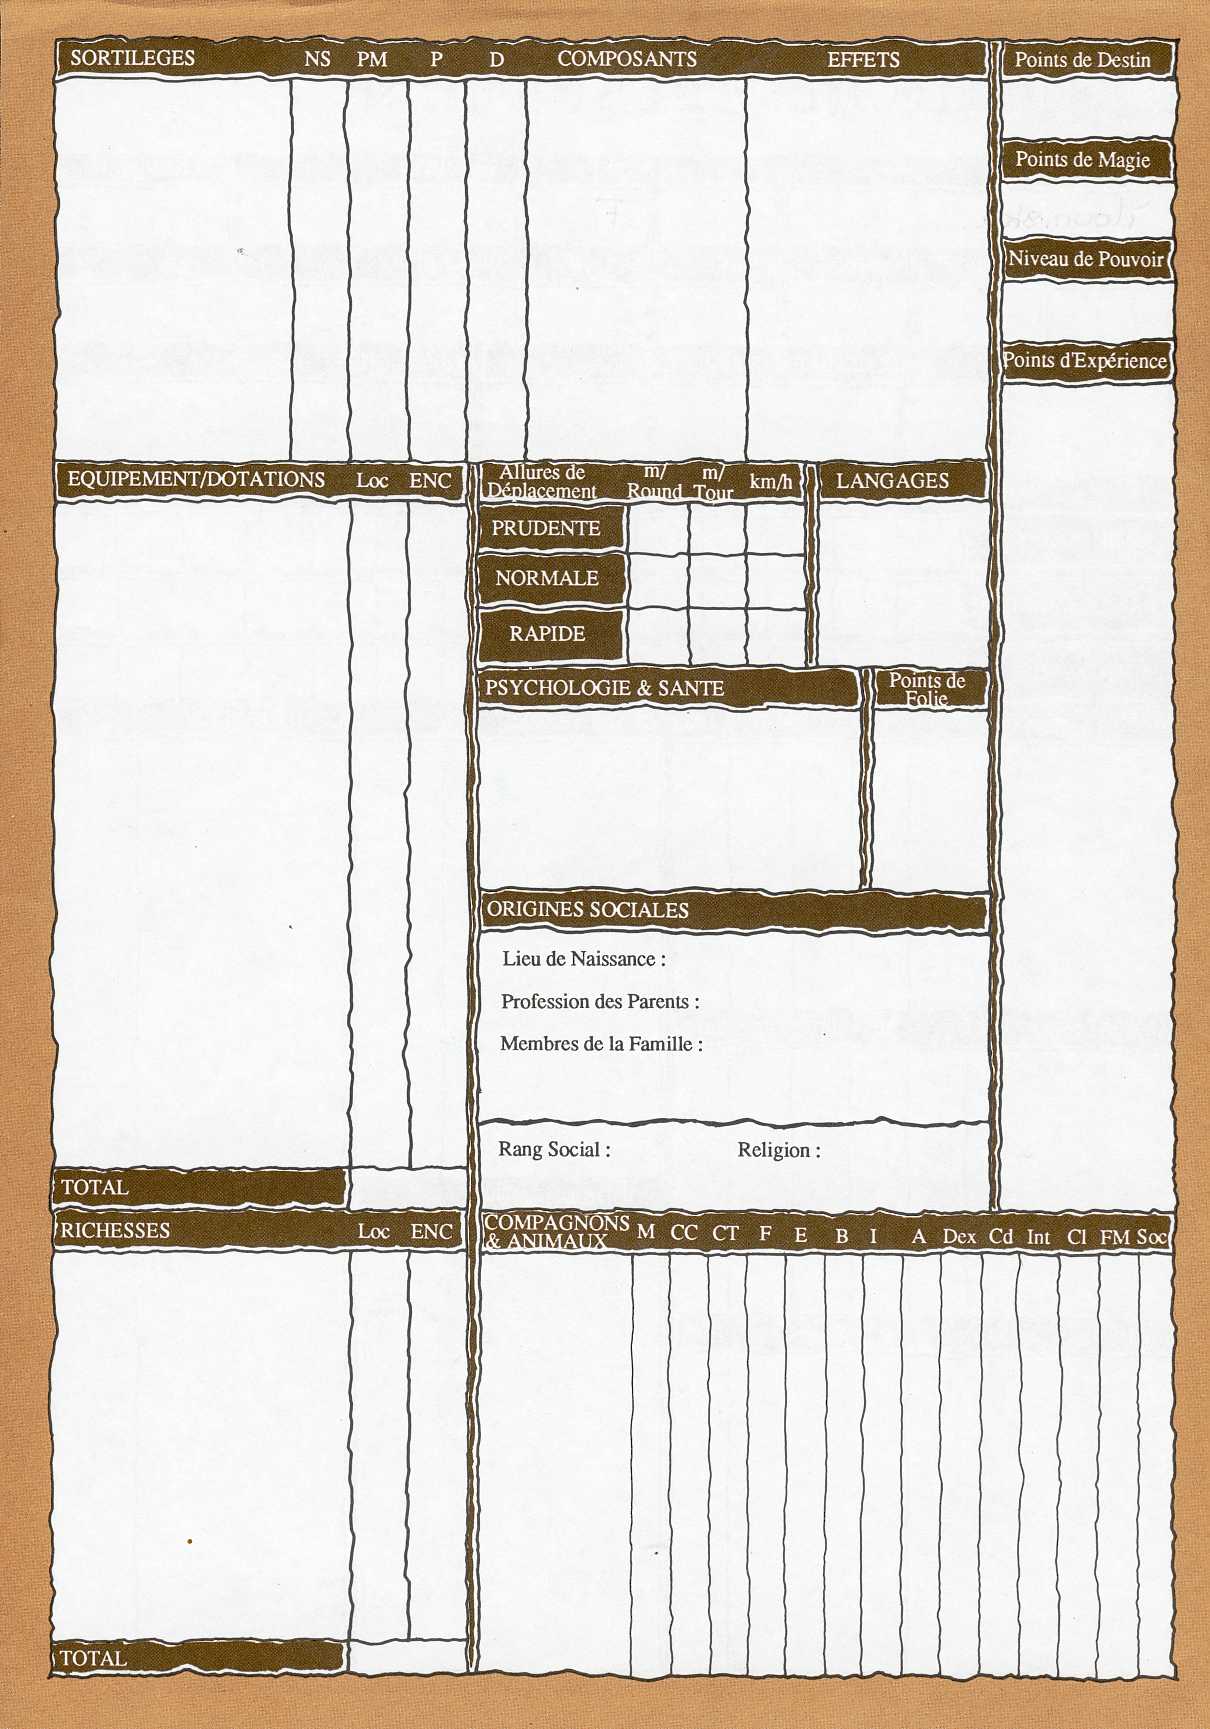 SORTILEGES NS PM P D COMPOSANTS EFFETS
Points de Destin
Points de Magie
Niveau de Pouvoir
Points d'Expérience
EQUIPEMENT/DOTATIONS Loc ENC
Allures de Déplacement m/Round m/Tour km/h
PRUDENTE
NORMALE
RAPIDE
LANGAGES
PSYCHOLOGIE & SANTE
Points de
Folie
ORIGINES SOCIALES
Lieu de Naissance :
Profession des Parents :
Membres de la Famille :
Rang Social : Religion :
TOTAL
RICHESSES Loc ENC
COMPAGNONS
& ANIMAUX M CC CT F E B I A Dex Cd Int Cl FM Soc
TOTAL